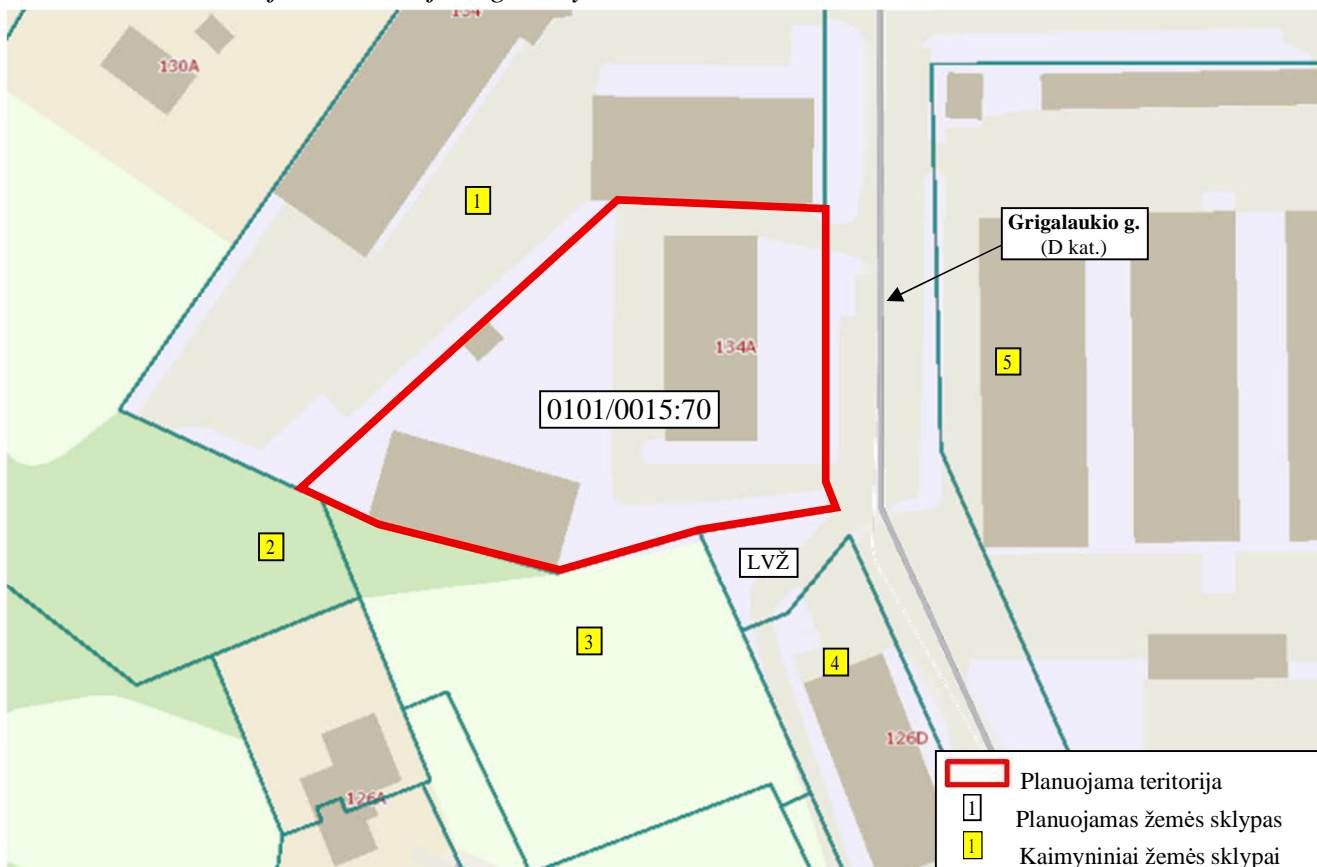 134
130A
1
Grigalaukio g.
(D kat.)
134A
5
0101/0015:70
2
LVŽ
3
4
126D
126A
Planuojama teritorija
1 Planuojamas žemės sklypas
1 Kaimyniniai žemės sklypai